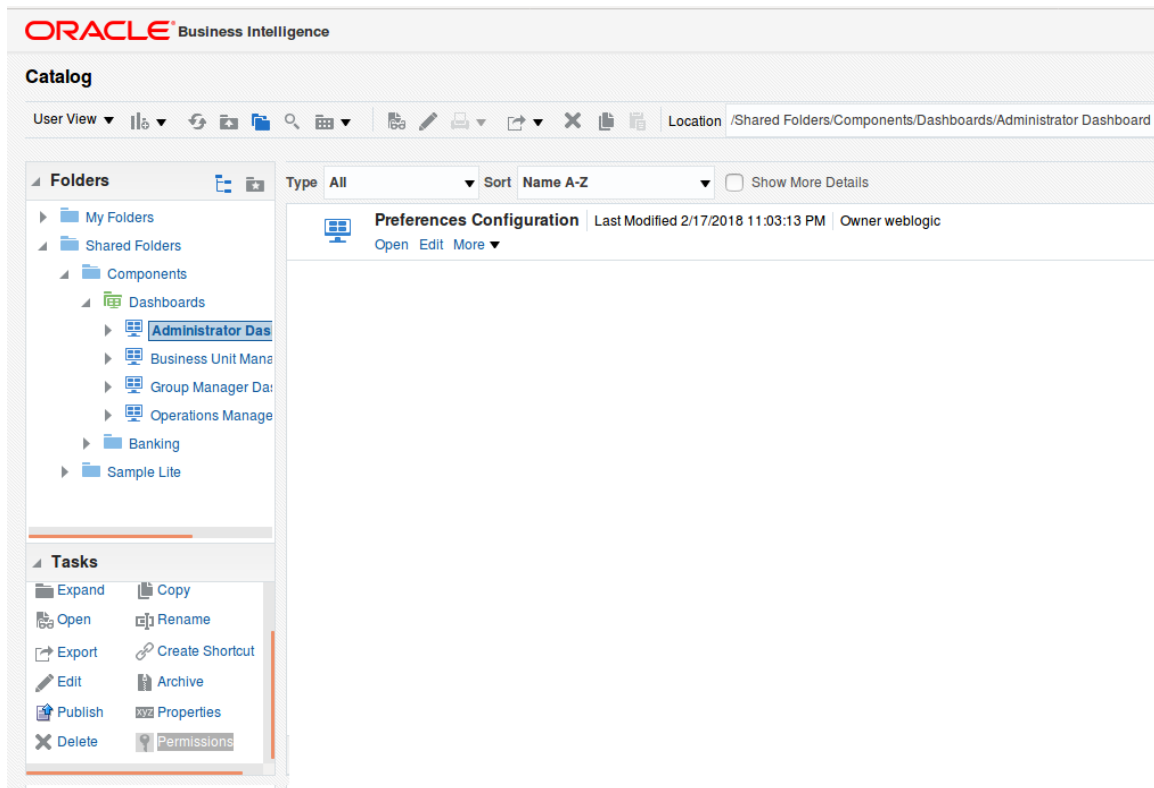 ORACLE Business Intelligence
Catalog
User View
Location /Shared Folders/Components/Dashboards/Administrator Dashboard
Folders
My Folders
Shared Folders
Components
Dashboards
Administrator Das
Business Unit Mana
Group Manager Da
Operations Manage
Banking
Sample Lite
Type All Sort Name A-Z Show More Details
Preferences Configuration Last Modified 2/17/2018 11:03:13 PM Owner weblogic
Open Edit More
Tasks
Expand Copy
Open Rename
Export Create Shortcut
Edit Archive
Publish xyz Properties
Delete Permissions